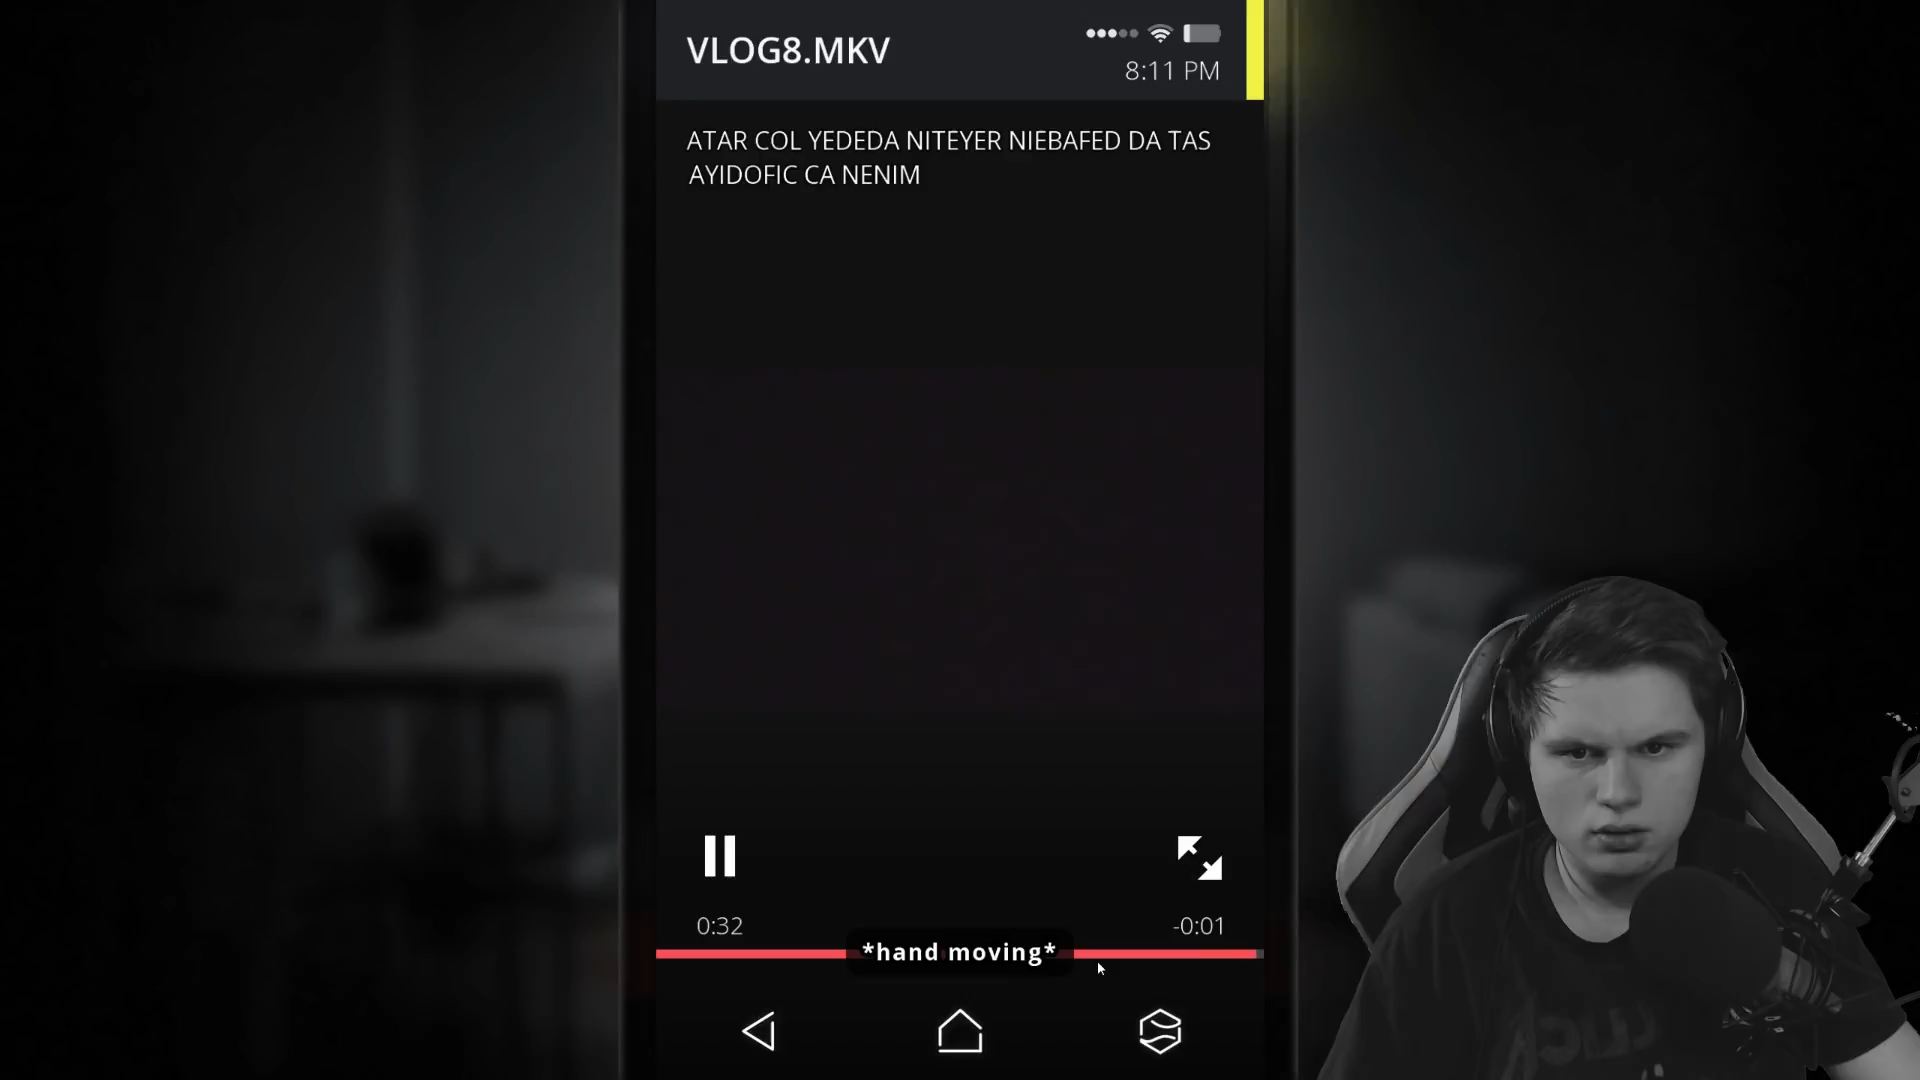 VLOG8.MKV
8:11 PM
ATAR COL YEDEDA NITEYER NIEBAFED DA TAS
AYIDOFIC CA NENIM
0:32
-0:01
*hand moving*